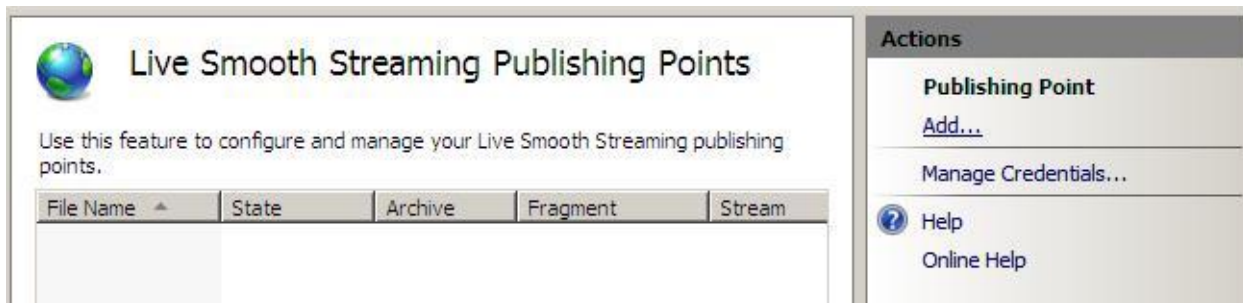 Live Smooth Streaming Publishing Points
Use this feature to configure and manage your Live Smooth Streaming publishing
points.
File Name State Archive Fragment Stream
Actions
Publishing Point
Add...
Manage Credentials...
Help
Online Help